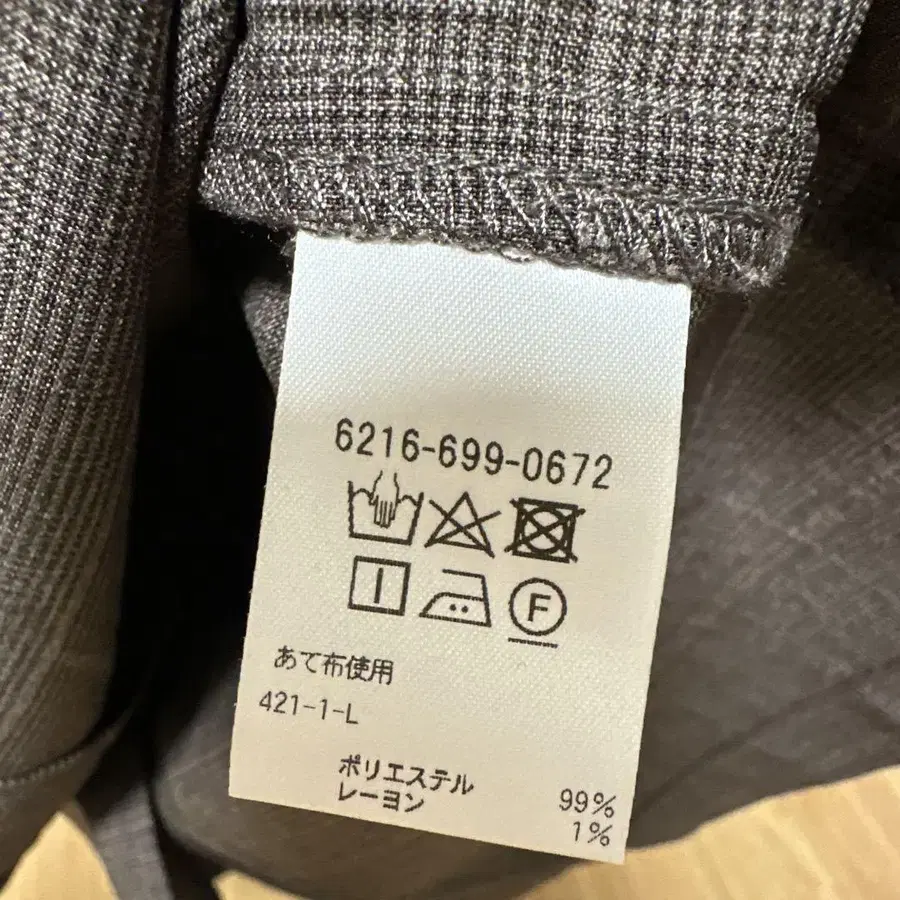 6216-699-0672
F
あて布使用
421-1-L
ポリエステル 99%
レーヨン 1%